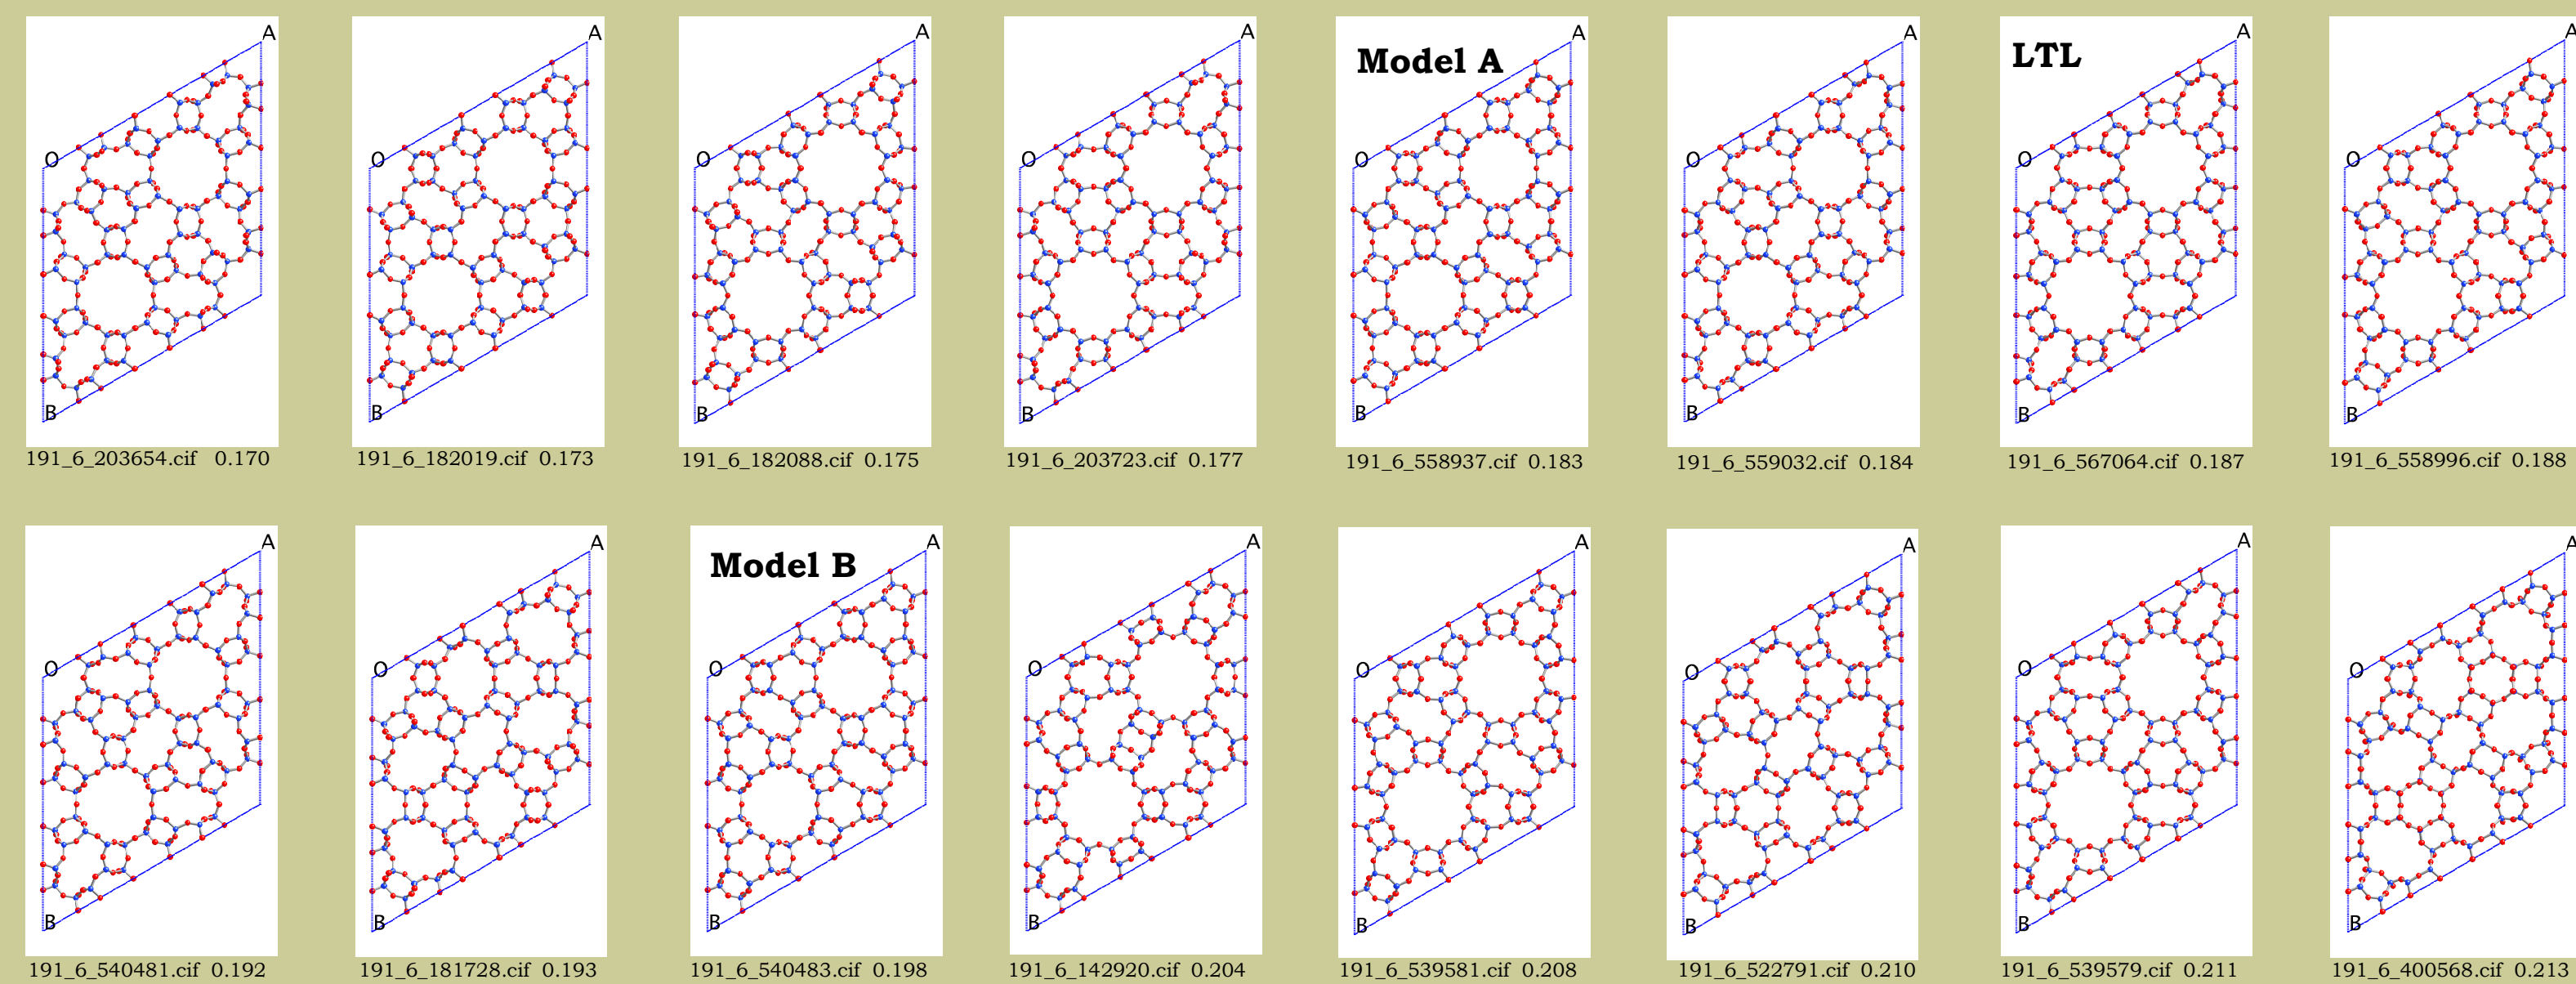 A A A A A A A A
Model A LTL
O O O O O O O O
B B B B B B B B
191_6_203654.cif 0.170 191_6_182019.cif 0.173 191_6_182088.cif 0.175 191_6_203723.cif 0.177 191_6_558937.cif 0.183 191_6_559032.cif 0.184 191_6_567064.cif 0.187 191_6_558996.cif 0.188
A A A A A A A A
Model B
O O O O O O O O
B B B B B B B B
191_6_540481.cif 0.192 191_6_181728.cif 0.193 191_6_540483.cif 0.198 191_6_142920.cif 0.204 191_6_539581.cif 0.208 191_6_522791.cif 0.210 191_6_539579.cif 0.211 191_6_400568.cif 0.213